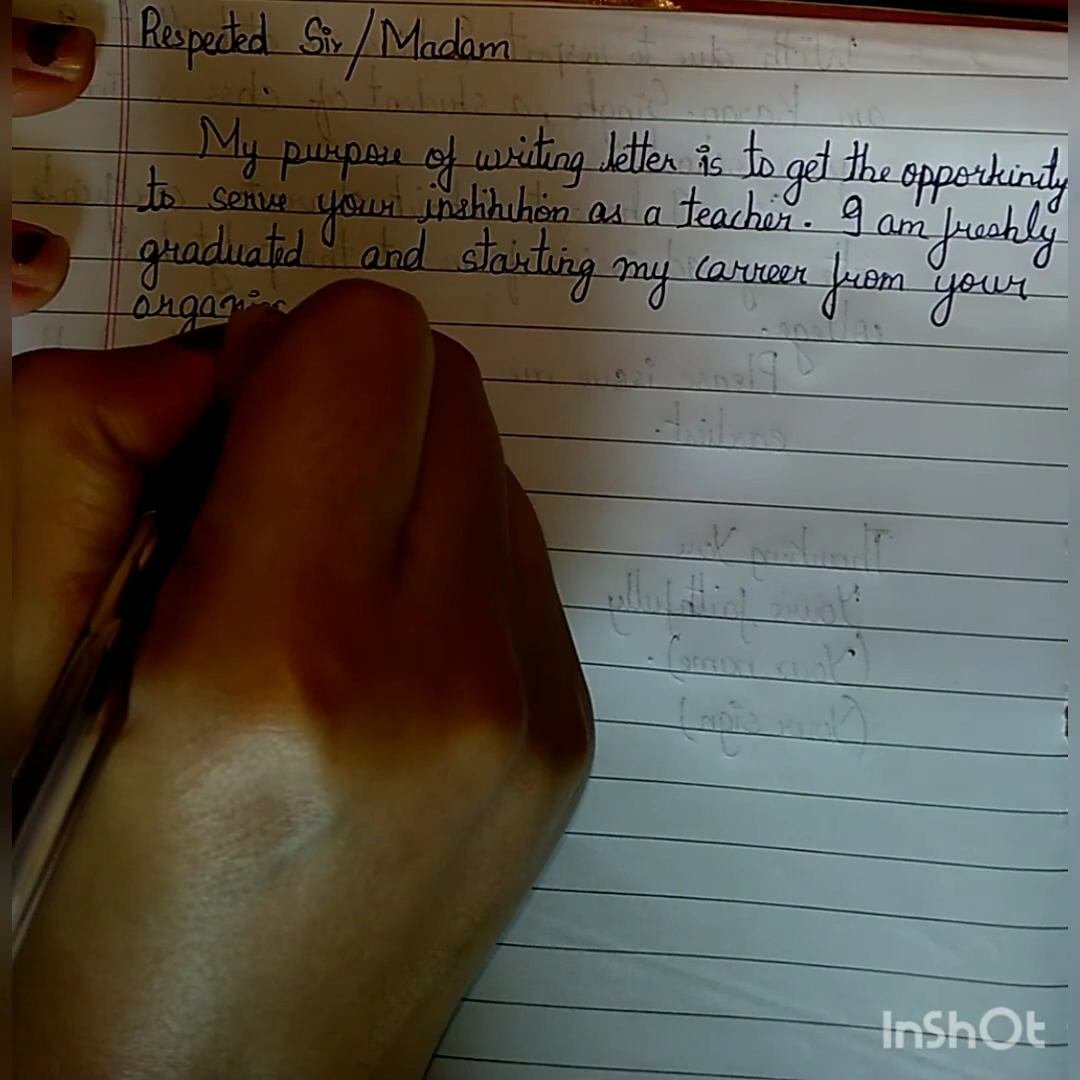 Respected Sir/Madam
My purpose of writing letter is to get the opportunity
to serve your institution as a teacher. I am freshly
graduated and starting my carreer from your
organi
InShOt